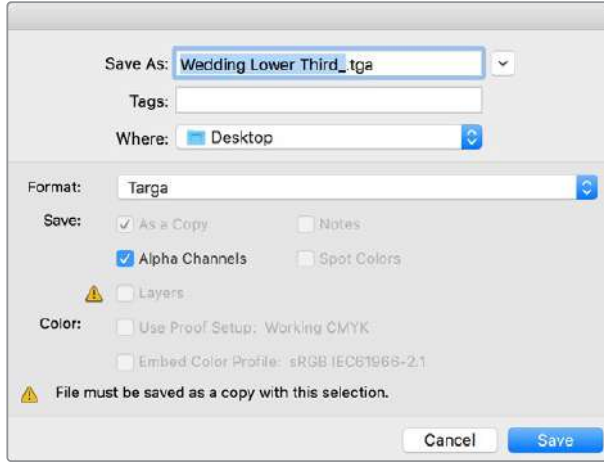 Save As: Wedding Lower Third_.tga
Tags:
Where: Desktop
Format: Targa
Save: As a Copy Notes
Alpha Channels Spot Colors
Layers
Color: Use Proof Setup: Working CMYK
Embed Color Profile: sRGB IEC61966-2.1
File must be saved as a copy with this selection.
Cancel Save